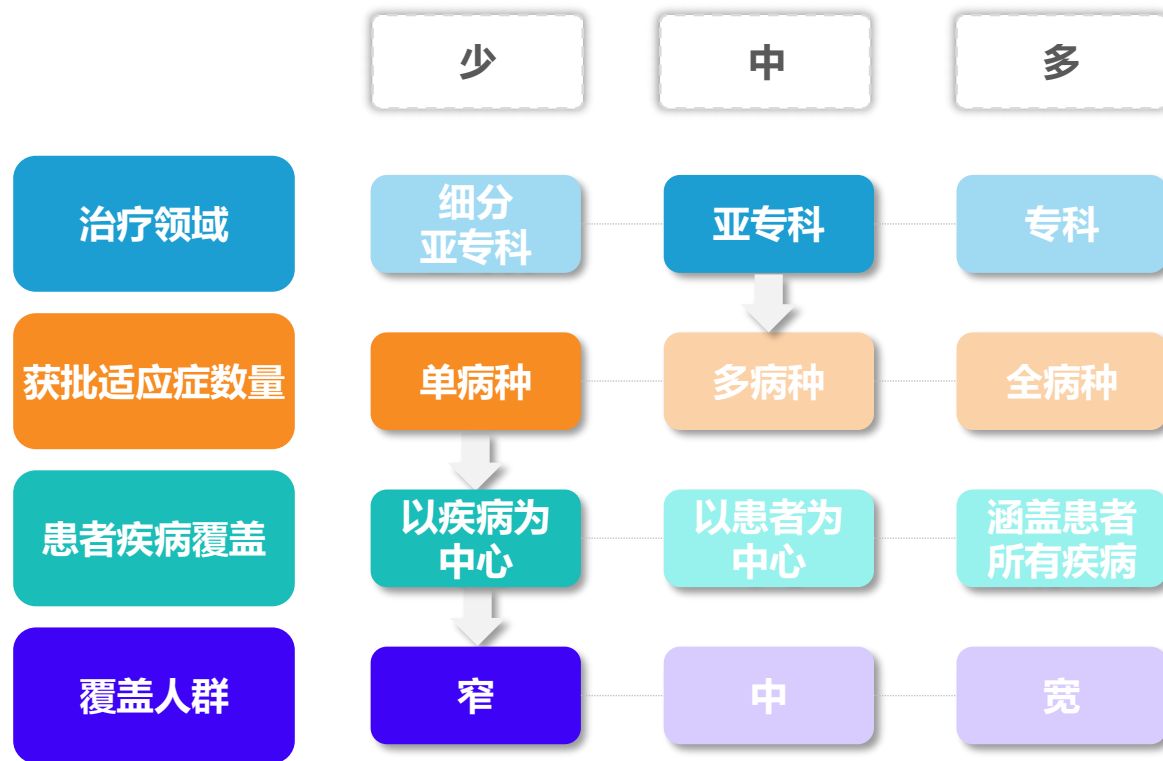 少
中
多
治疗领域
细分
亚专科
亚专科
专科
获批适应症数量
单病种
多病种
全病种
患者疾病覆盖
以疾病为
中心
以患者为
中心
涵盖患者
所有疾病
覆盖人群
窄
中
宽